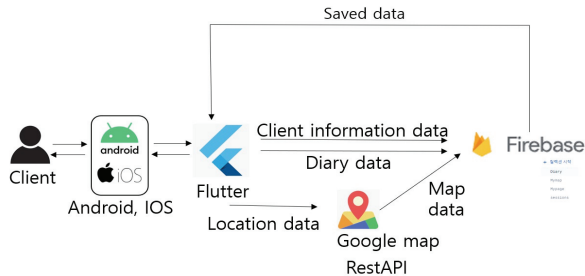 Saved data
android
iOS
Client
Android, IOS
Flutter
Client information data
Diary data
Location data
Google map
RestAPI
Map
data
Firebase
Diary